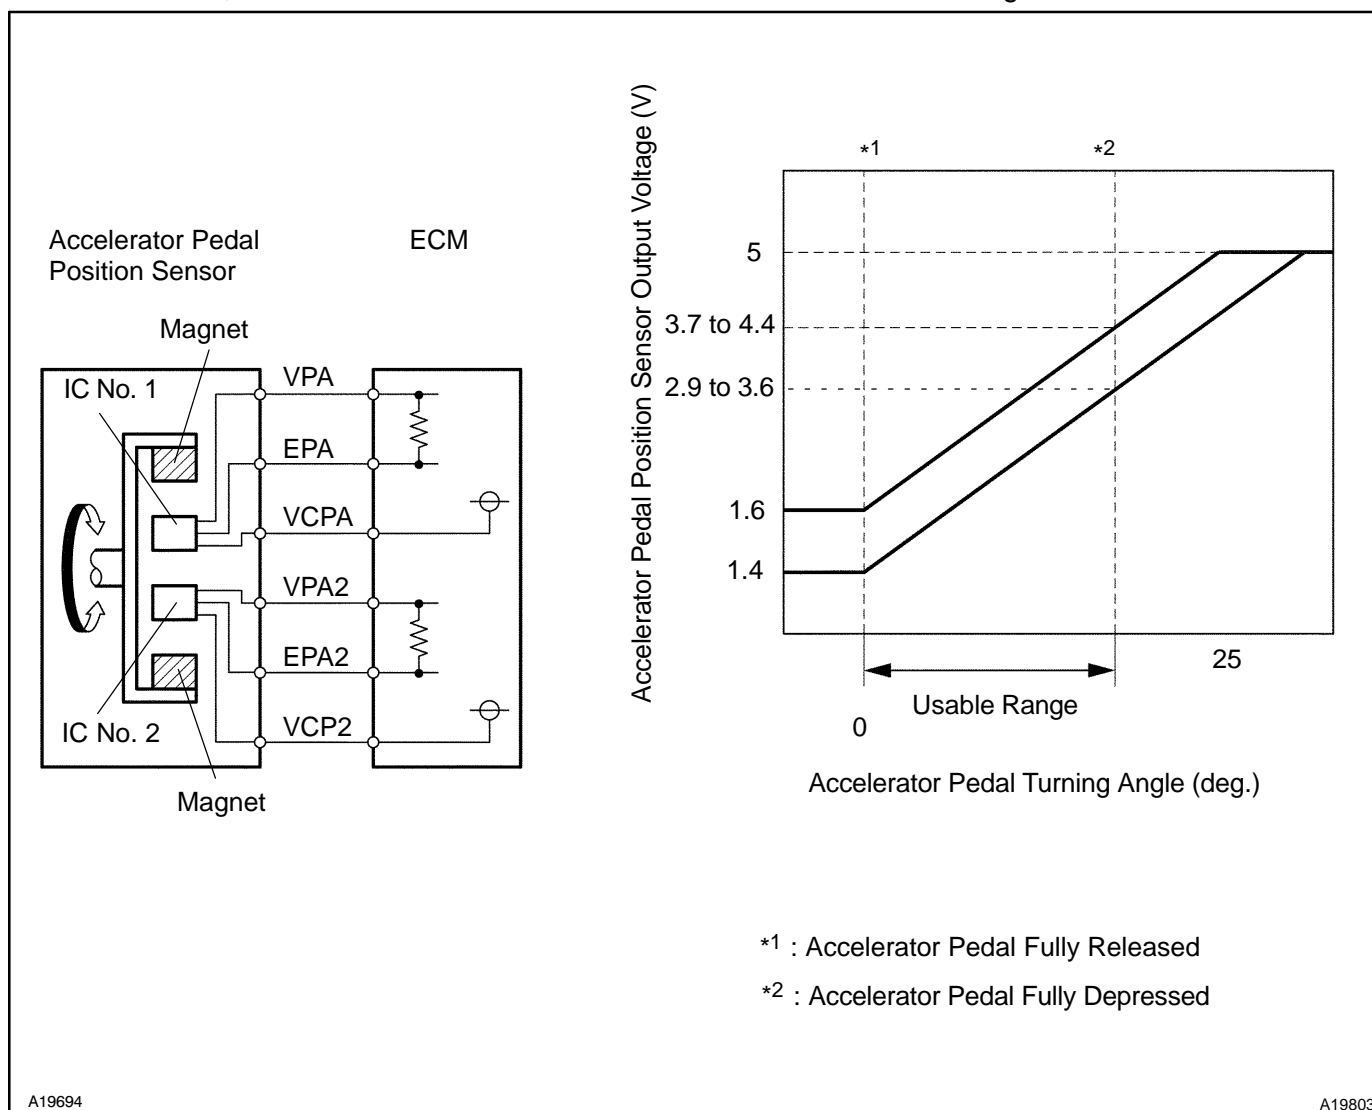 Accelerator Pedal
Position Sensor
ECM
Magnet
IC No. 1
VPA
EPA
VCPA
VPA2
EPA2
VCP2
IC No. 2
Magnet
Accelerator Pedal Position Sensor Output Voltage (V)
*1
*2
5
3.7 to 4.4
2.9 to 3.6
1.6
1.4
25
Usable Range
0
Accelerator Pedal Turning Angle (deg.)
*1 : Accelerator Pedal Fully Released
*2 : Accelerator Pedal Fully Depressed
A19694
A19803